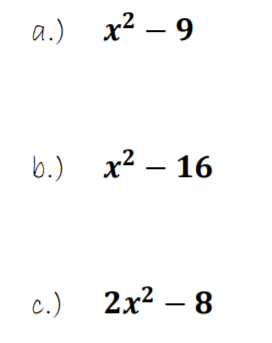 a.) x² – 9
b.) x² – 16
c.) 2x² – 8